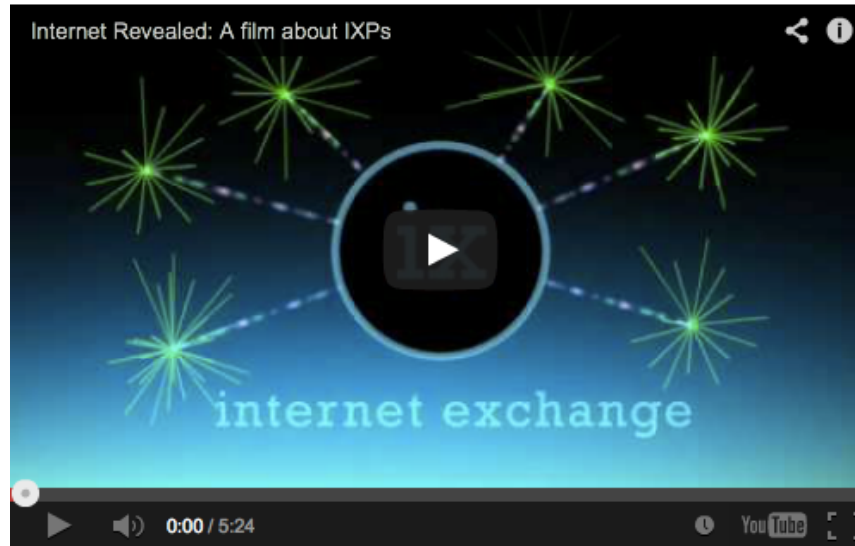 Internet Revealed: A film about IXPs
iX
internet exchange
0:00 / 5:24
YouTube